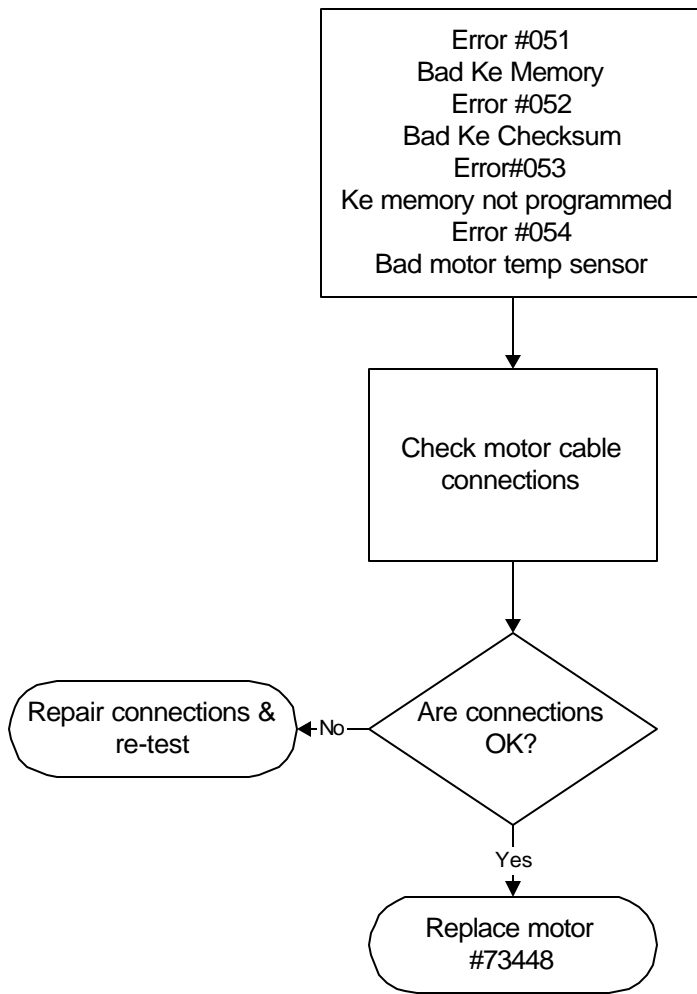 Error #051
Bad Ke Memory
Error #052
Bad Ke Checksum
Error#053
Ke memory not programmed
Error #054
Bad motor temp sensor
Check motor cable
connections
Are connections
OK?
No
Repair connections &
re-test
Yes
Replace motor
#73448